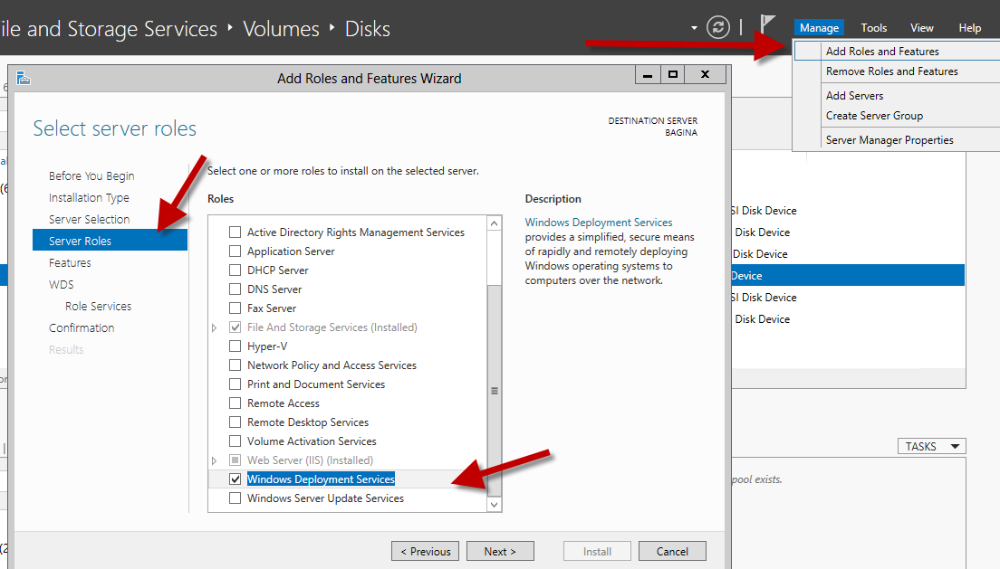 ile and Storage Services ‣ Volumes ‣ Disks
Manage Tools View Help
Add Roles and Features
Remove Roles and Features
Add Servers
Create Server Group
Server Manager Properties
Add Roles and Features Wizard
Select server roles
DESTINATION SERVER
BAGINA
Before You Begin
Installation Type
Server Selection
Server Roles
Features
WDS
Role Services
Confirmation
Results
Select one or more roles to install on the selected server.
Roles
Active Directory Rights Management Services
Application Server
DHCP Server
DNS Server
Fax Server
File And Storage Services (Installed)
Hyper-V
Network Policy and Access Services
Print and Document Services
Remote Access
Remote Desktop Services
Volume Activation Services
Web Server (IIS) (Installed)
Windows Deployment Services
Windows Server Update Services
Description
Windows Deployment Services
provides a simplified, secure means
of rapidly and remotely deploying
Windows operating systems to
computers over the network.
SI Disk Device
Disk Device
Disk Device
Device
SI Disk Device
Disk Device
TASKS
pool exists.
< Previous Next > Install Cancel